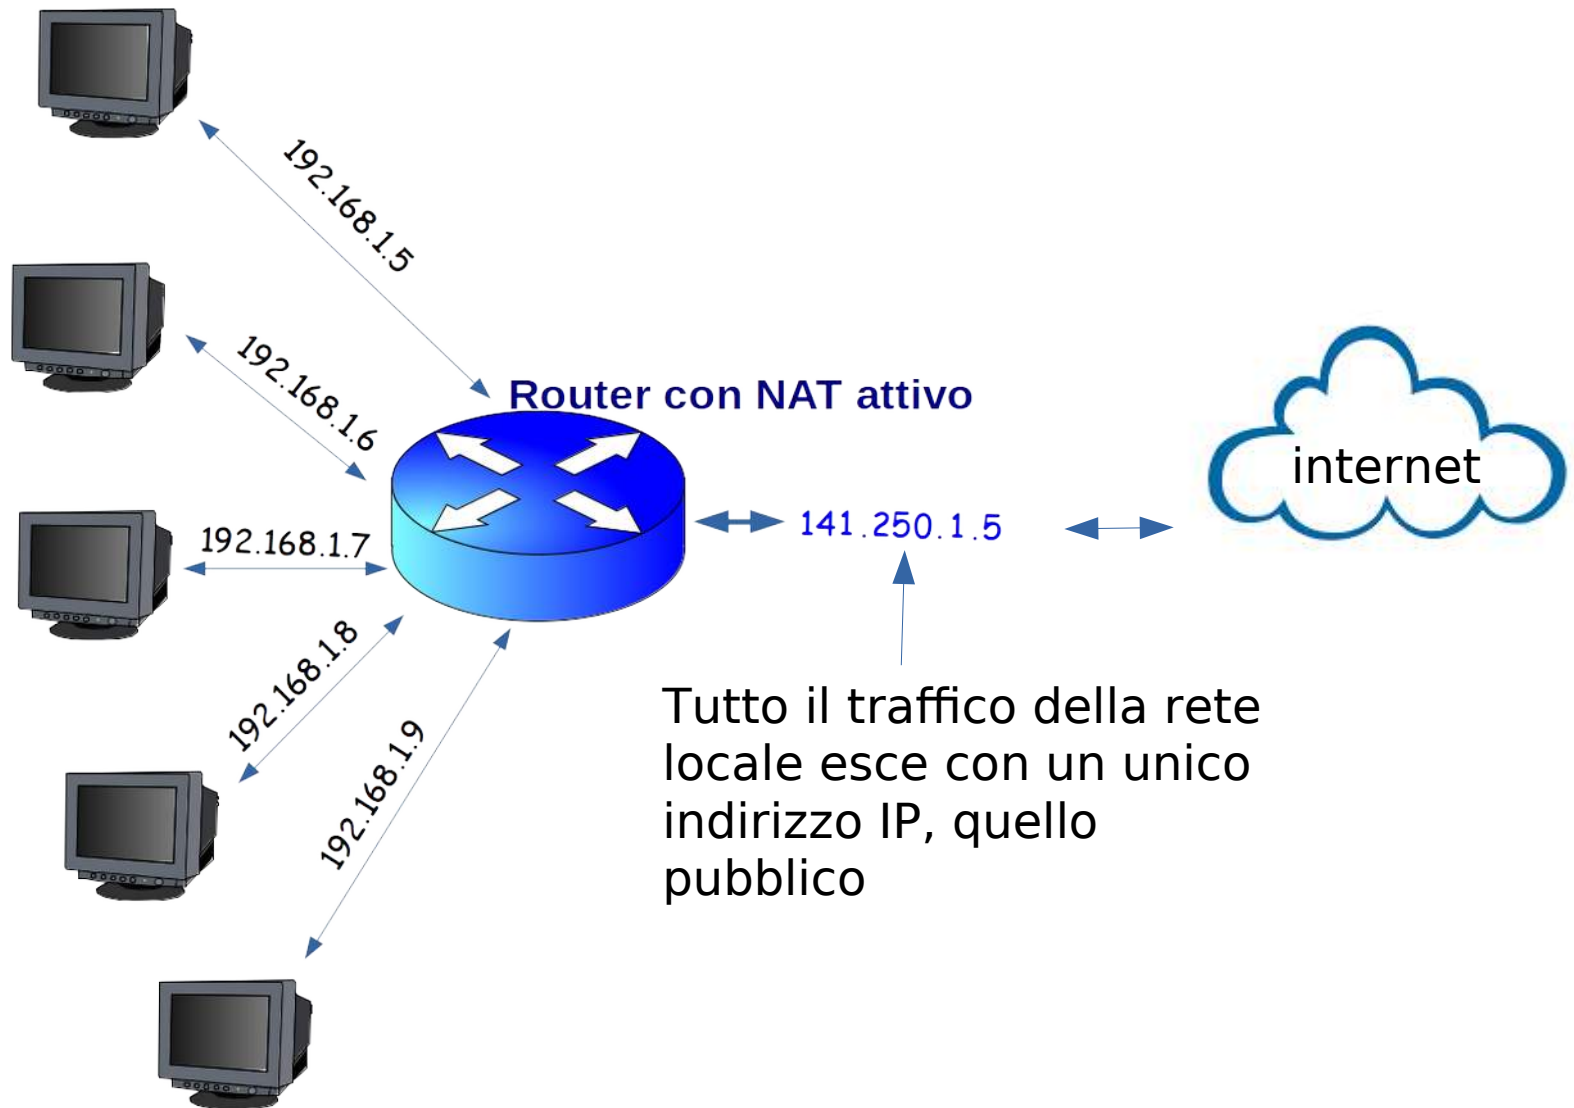 192.168.1.5
192.168.1.6
Router con NAT attivo
internet
192.168.1.7
141.250.1.5
192.168.1.8
192.168.1.9
Tutto il traffico della rete
locale esce con un unico
indirizzo IP, quello
pubblico